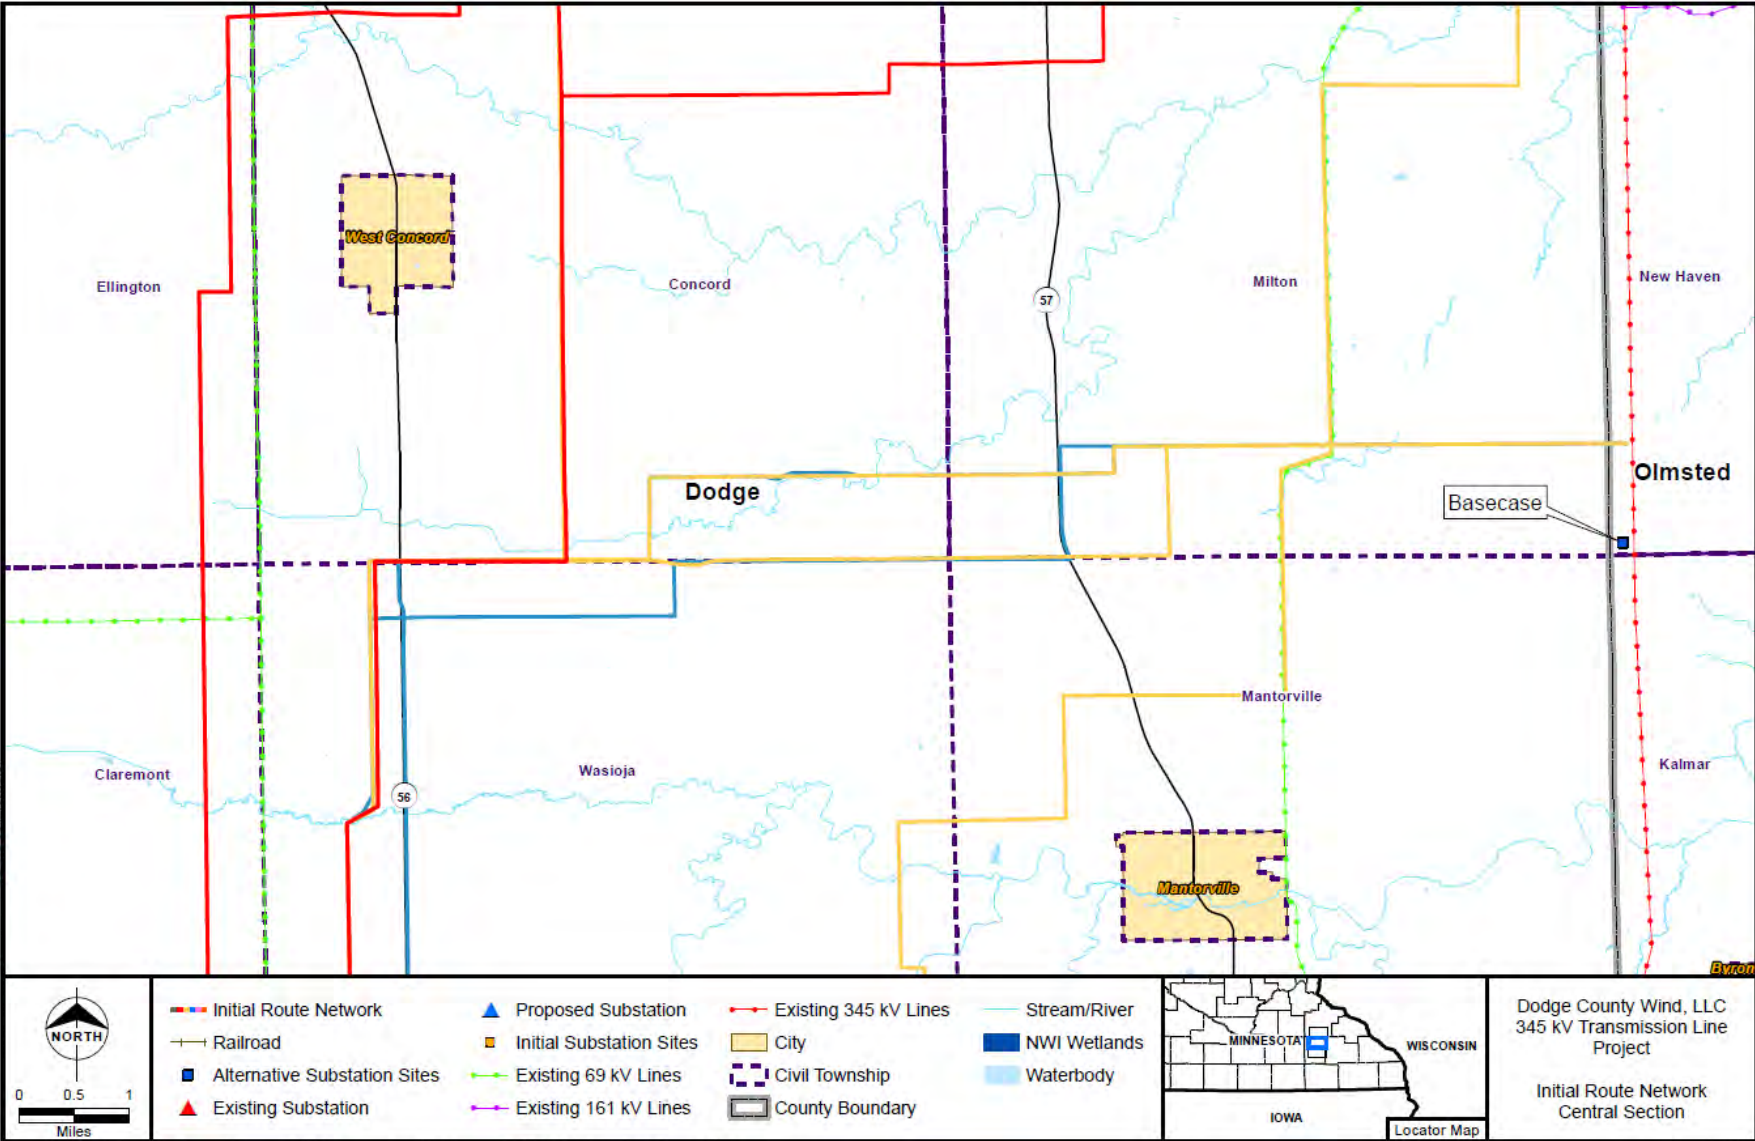 West Concord
Ellington
Concord
57
Milton
New Haven
Dodge
Olmsted
Basecase
Mantorville
Claremont
Wasioja
56
Kalmar
Mantorville
Byron
NORTH
0 0.5 1
Miles
Initial Route Network
Railroad
Alternative Substation Sites
Existing Substation
Proposed Substation
Initial Substation Sites
Existing 69 kV Lines
Existing 161 kV Lines
Existing 345 kV Lines
City
Civil Township
County Boundary
Stream/River
NWI Wetlands
Waterbody
MINNESOTA
WISCONSIN
IOWA
Locator Map
Dodge County Wind, LLC
345 kV Transmission Line
Project
Initial Route Network
Central Section